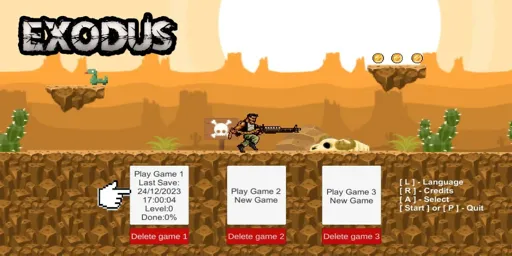 EXODUS
Play Game 1
Last Save:
24/12/2023
17:00:04
Level:0
Done:0%
Delete game 1
Play Game 2
New Game
Delete game 2
Play Game 3
New Game
Delete game 3
[ L ] - Language
[ R ] - Credits
[ A ] - Select
[ Start ] or [ P ] - Quit